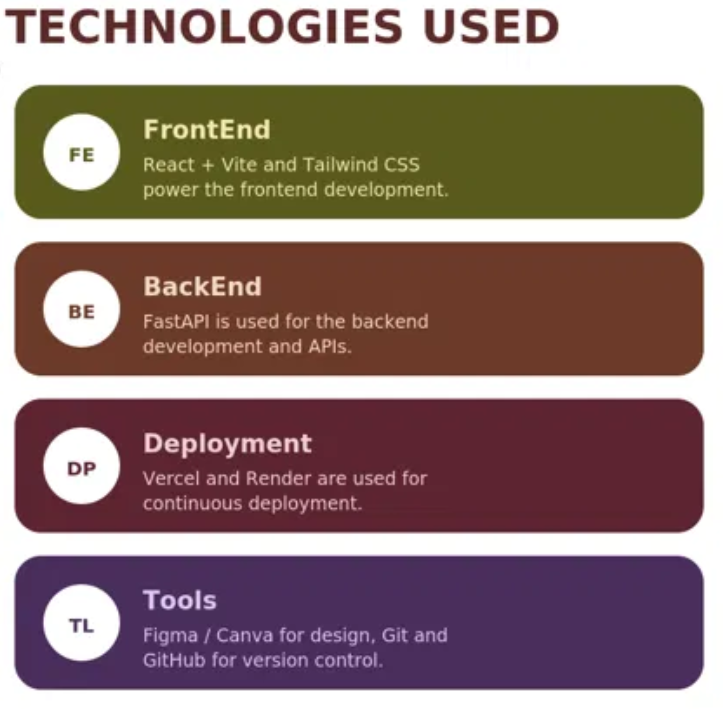 TECHNOLOGIES USED
FE
FrontEnd
React + Vite and Tailwind CSS
power the frontend development.
BE
BackEnd
FastAPI is used for the backend
development and APIs.
DP
Deployment
Vercel and Render are used for
continuous deployment.
TL
Tools
Figma / Canva for design, Git and
GitHub for version control.